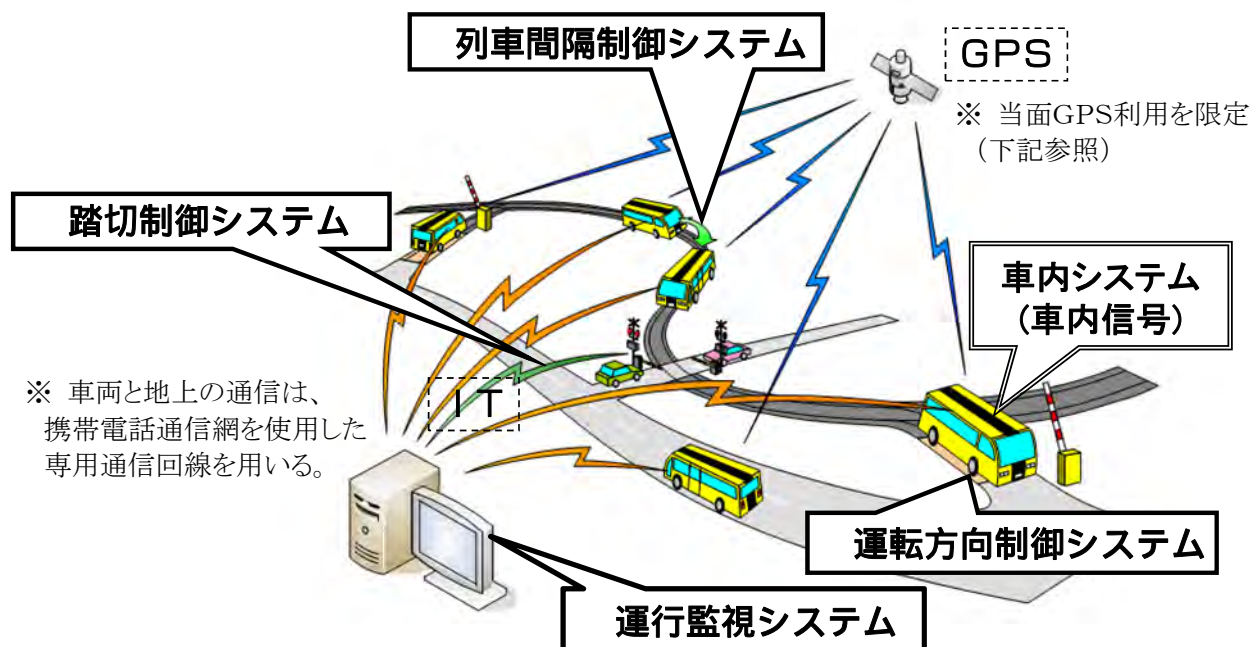 列車間隔制御システム
GPS
※ 当面GPS利用を限定
(下記参照)
踏切制御システム
車内システム
(車内信号)
※ 車両と地上の通信は、
携帯電話通信網を使用した
専用通信回線を用いる。
IT
運転方向制御システム
運行監視システム